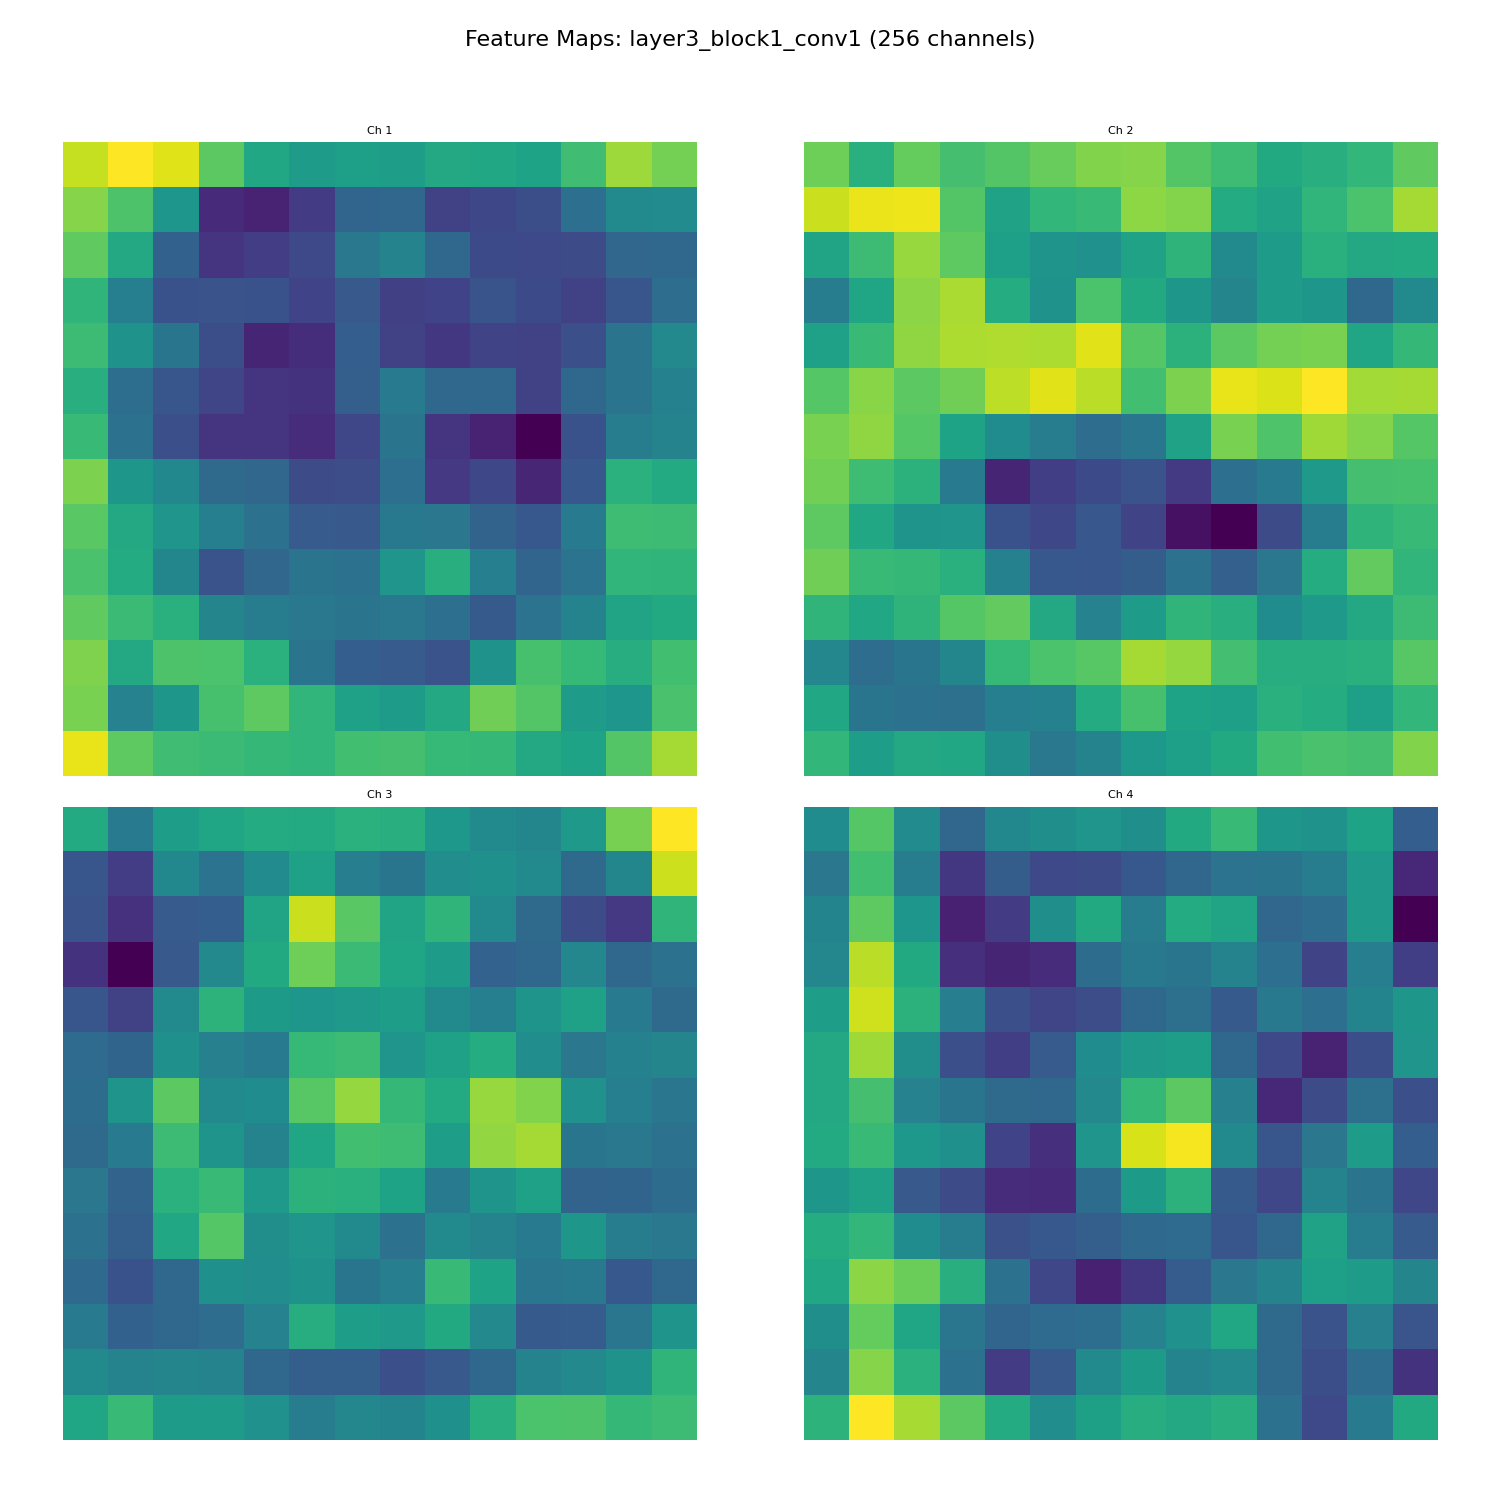 Feature Maps: layer3_block1_conv1 (256 channels)
Ch 1
Ch 2
Ch 3
Ch 4